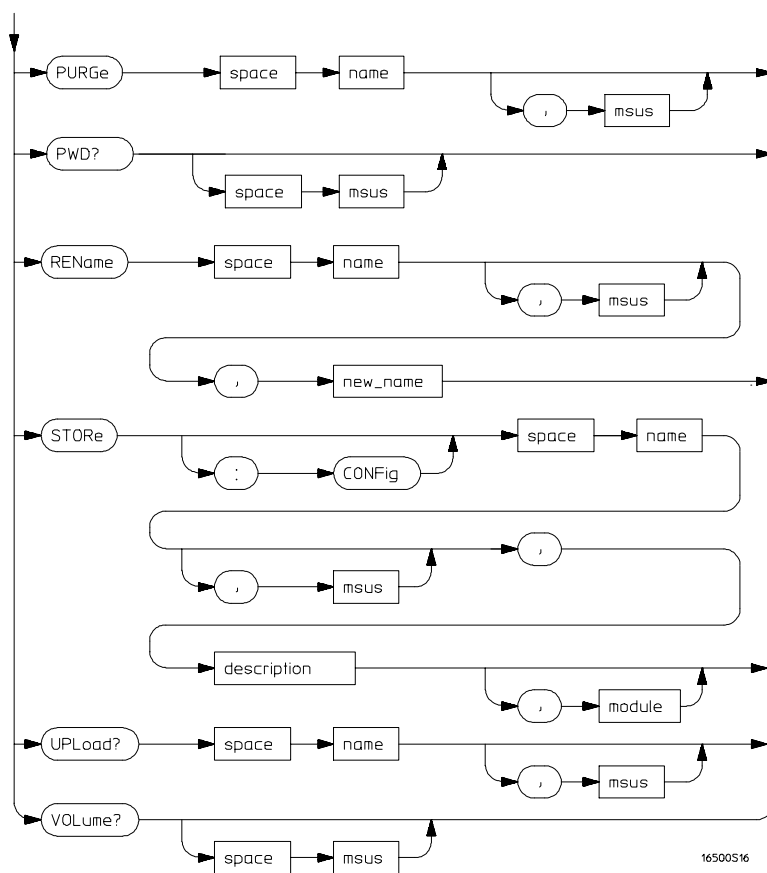 PURGe space name , msus
PWD? space msus
REName space name , msus
, new_name
STORe : CONFig space name
, msus ,
description , module
UPLoad? space name , msus
VOLume? space msus
16500S16